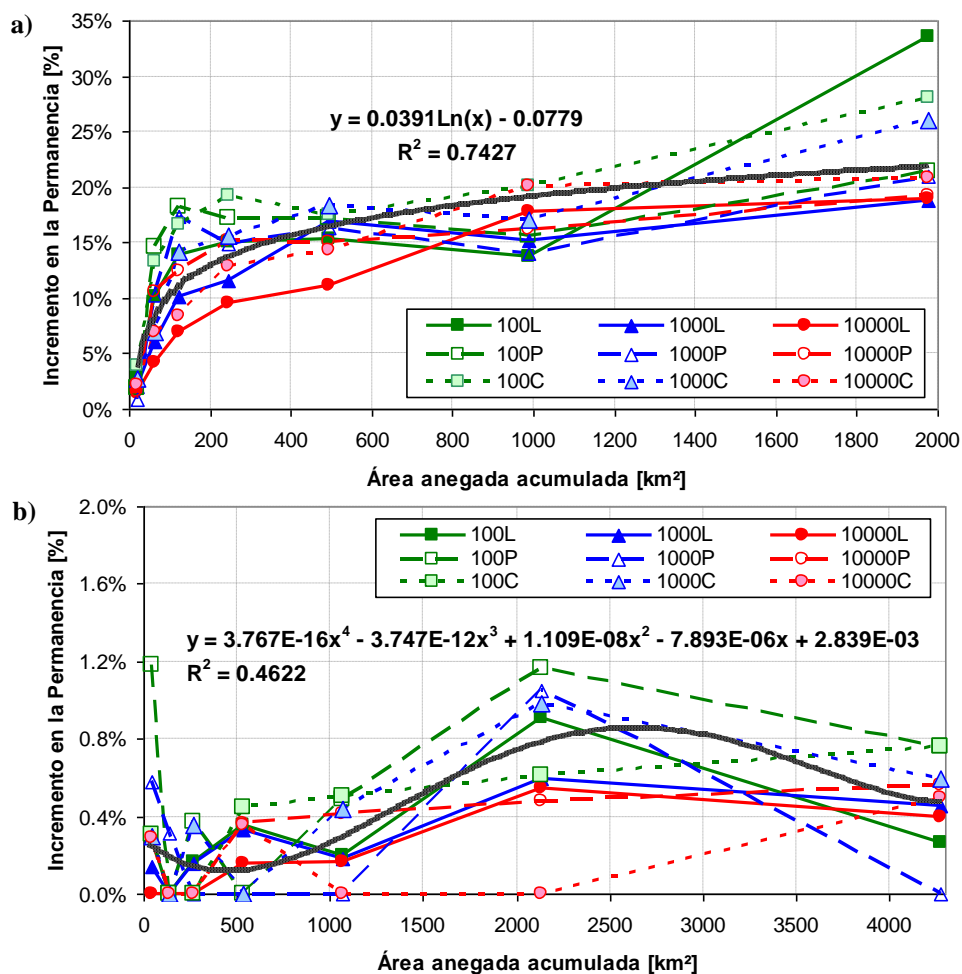 a)
Incremento en la Permanencia [%]
35%
30%
25%
20%
15%
10%
5%
0%
y = 0.0391Ln(x) - 0.0779
R² = 0.7427
100L 1000L 10000L
100P 1000P 10000P
100C 1000C 10000C
0 200 400 600 800 1000 1200 1400 1600 1800 2000
Área anegada acumulada [km²]
b)
Incremento en la Permanencia [%]
2.0%
1.6%
1.2%
0.8%
0.4%
0.0%
100L 1000L 10000L
100P 1000P 10000P
100C 1000C 10000C
y = 3.767E-16x⁴ - 3.747E-12x³ + 1.109E-08x² - 7.893E-06x + 2.839E-03
R² = 0.4622
0 500 1000 1500 2000 2500 3000 3500 4000
Área anegada acumulada [km²]